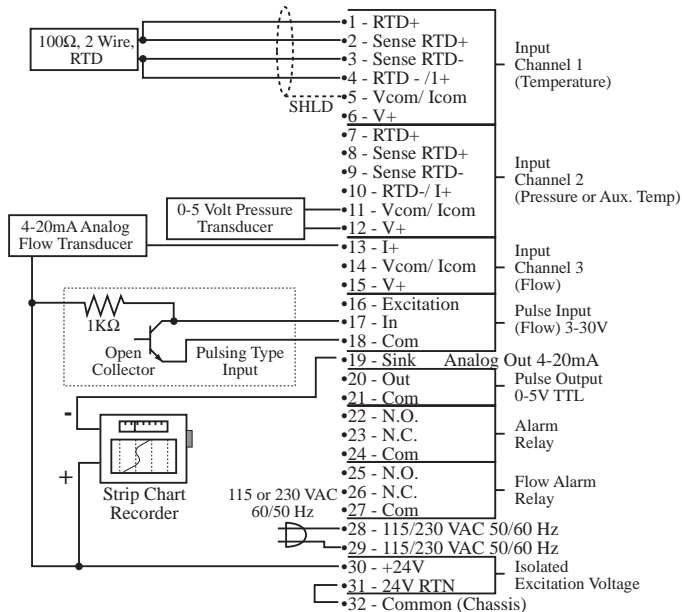 100Ω, 2 Wire,
RTD
SHLD
1 - RTD+
2 - Sense RTD+
3 - Sense RTD-
4 - RTD - /1+
5 - Vcom/ Icom
6 - V+
Input
Channel 1
(Temperature)
7 - RTD+
8 - Sense RTD+
9 - Sense RTD-
10 - RTD-/ I+
11 - Vcom/ Icom
12 - V+
Input
Channel 2
(Pressure or Aux. Temp)
0-5 Volt Pressure
Transducer
4-20mA Analog
Flow Transducer
13 - I+
14 - Vcom/ Icom
15 - V+
Input
Channel 3
(Flow)
1KΩ
Open
Collector
Pulsing Type
Input
16 - Excitation
17 - In
18 - Com
Pulse Input
(Flow) 3-30V
19 - Sink Analog Out 4-20mA
20 - Out
21 - Com
Pulse Output
0-5V TTL
22 - N.O.
23 - N.C.
24 - Com
Alarm
Relay
25 - N.O.
26 - N.C.
27 - Com
Flow Alarm
Relay
-
+
Strip Chart
Recorder
115 or 230 VAC
60/50 Hz
28 - 115/230 VAC 50/60 Hz
29 - 115/230 VAC 50/60 Hz
30 - +24V
31 - 24V RTN
Isolated
Excitation Voltage
32 - Common (Chassis)